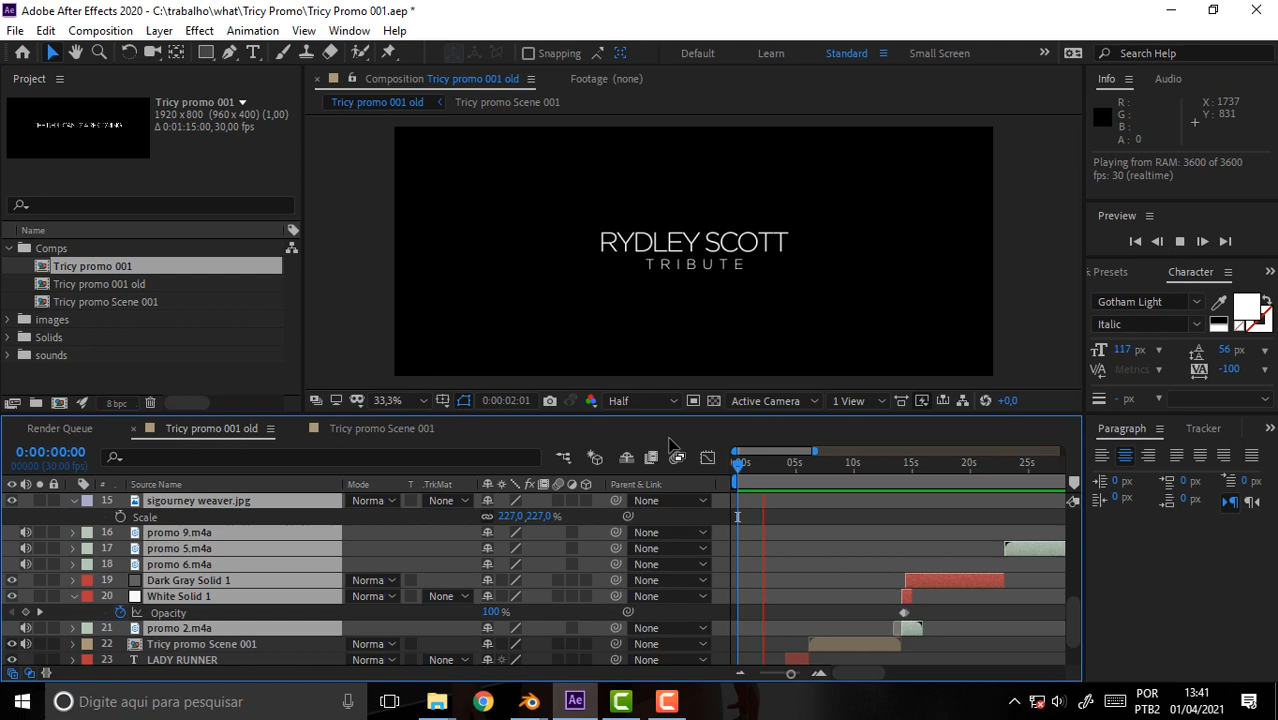 Adobe After Effects 2020 - C:\trabalho\what\Tricy Promo\Tricy Promo 001.aep *
File Edit Composition Layer Effect Animation View Window Help
Snapping Default Learn Standard Small Screen Search Help
Project
Tricy promo 001
1920 x 800 (960 x 400) (1,00)
Δ 0:01:15:00, 30,00 fps
Name
Comps
Tricy promo 001
Tricy promo 001 old
Tricy promo Scene 001
images
Solids
sounds
8 bpc
Composition Tricy promo 001 old
Footage (none)
Tricy promo 001 old Tricy promo Scene 001
RYDLEY SCOTT
TRIBUTE
33,3% 0:00:02:01 Half Active Camera 1 View +0,0
Info Audio
R : X : 1737
G : Y : 831
B :
A : 0
Playing from RAM: 3600 of 3600
fps: 30 (realtime)
Preview
Presets Character
Gotham Light
Italic
117 px 56 px
Metrics -100
- px
Paragraph Tracker
0 px 0 px 0 px
0 px 0 px
Render Queue Tricy promo 001 old Tricy promo Scene 001
0:00:00:00
00000 (30.00 fps)
:00s 05s 10s 15s 20s 25s
# Source Name Mode T .TrkMat Parent & Link
15 sigourney weaver.jpg Norma None None
Scale 227,0,227,0 %
16 promo 9.m4a None
17 promo 5.m4a None
18 promo 6.m4a None
19 Dark Gray Solid 1 Norma None None
20 White Solid 1 Norma None None
Opacity 100 %
21 promo 2.m4a None
22 Tricy promo Scene 001 Norma None None
23 LADY RUNNER Norma None None
Digite aqui para pesquisar
POR
PTB2
13:41
01/04/2021